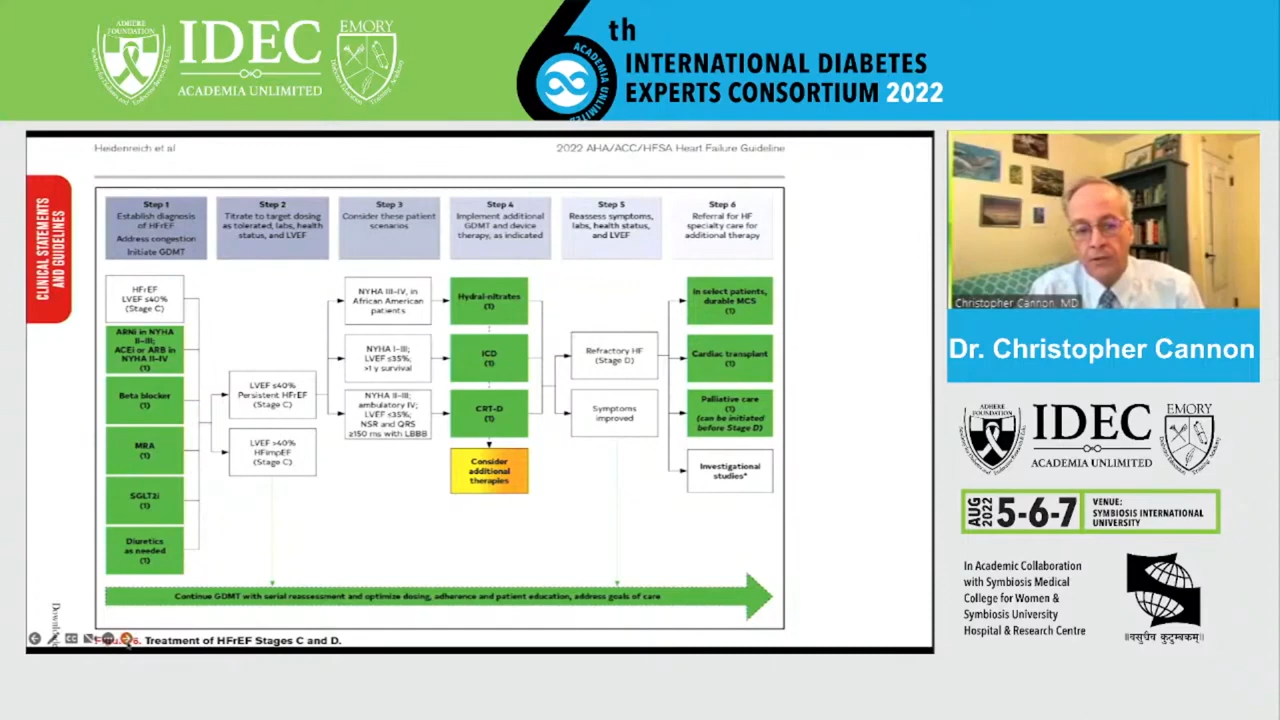 ADHERE
FOUNDATION
IDEC
ACADEMIA UNLIMITED
EMORY
6th
ACADEMIA UNLIMITED
INTERNATIONAL DIABETES
EXPERTS CONSORTIUM 2022
Heidenreich et al
2022 AHA/ACC/HFSA Heart Failure Guideline
CLINICAL STATEMENTS
AND GUIDELINES
Step 1
Establish diagnosis
of HFrEF
Address congestion
Initiate GDMT
Step 2
Titrate to target dosing
as tolerated, labs, health
status, and LVEF
Step 3
Consider these patient
scenarios
Step 4
Implement additional
GDMT and device
therapy, as indicated
Step 5
Reassess symptoms,
labs, health status,
and LVEF
Step 6
Referral for HF
specialty care for
additional therapy
HFrEF
LVEF ≤40%
(Stage C)
ARNi in NYHA
II–III;
ACEi or ARB in
NYHA II–IV
(1)
Beta blocker
(1)
MRA
(1)
SGLT2i
(1)
Diuretics
as needed
(1)
LVEF ≤40%
Persistent HFrEF
(Stage C)
LVEF >40%
HFimpEF
(Stage C)
NYHA III–IV, in
African American
patients
NYHA I–III;
LVEF ≤35%;
>1 y survival
NYHA II–III;
ambulatory IV;
LVEF ≤35%;
NSR and QRS
≥150 ms with LBBB
Hydral-nitrates
(1)
ICD
(1)
CRT-D
(1)
Consider
additional
therapies
Refractory HF
(Stage D)
Symptoms
improved
In select patients,
durable MCS
(1)
Cardiac transplant
(1)
Palliative care
(1)
(can be initiated
before Stage D)
Investigational
studies*
Continue GDMT with serial reassessment and optimize dosing, adherence and patient education, address goals of care
Treatment of HFrEF Stages C and D.
Christopher Cannon, MD
Dr. Christopher Cannon
ADHERE
FOUNDATION
IDEC
ACADEMIA UNLIMITED
EMORY
AUG
2022
5-6-7
VENUE:
SYMBIOSIS INTERNATIONAL
UNIVERSITY
In Academic Collaboration
with Symbiosis Medical
College for Women &
Symbiosis University
Hospital & Research Centre
॥वसुधैव कुटुम्बकम्॥